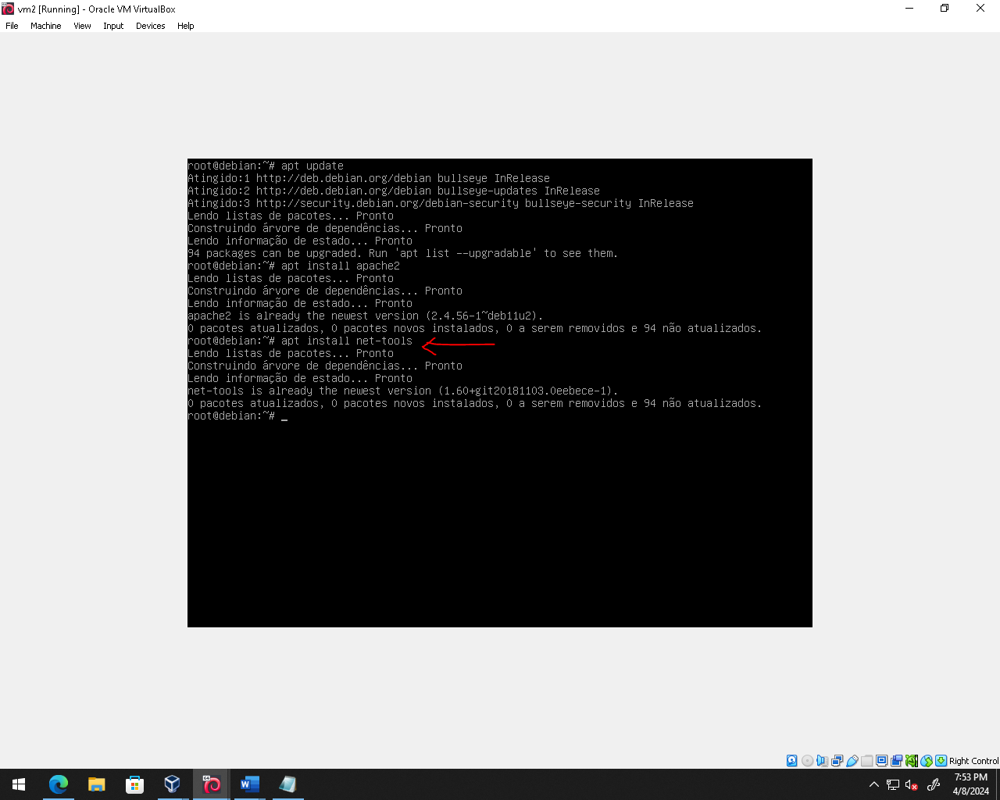 vm2 [Running] - Oracle VM VirtualBox
File Machine View Input Devices Help
root@debian:~# apt update
Atingido:1 http://deb.debian.org/debian bullseye InRelease
Atingido:2 http://deb.debian.org/debian bullseye-updates InRelease
Atingido:3 http://security.debian.org/debian-security bullseye-security InRelease
Lendo listas de pacotes... Pronto
Construindo árvore de dependências... Pronto
Lendo informação de estado... Pronto
94 packages can be upgraded. Run 'apt list --upgradable' to see them.
root@debian:~# apt install apache2
Lendo listas de pacotes... Pronto
Construindo árvore de dependências... Pronto
Lendo informação de estado... Pronto
apache2 is already the newest version (2.4.56-1~deb11u2).
0 pacotes atualizados, 0 pacotes novos instalados, 0 a serem removidos e 94 não atualizados.
root@debian:~# apt install net-tools
Lendo listas de pacotes... Pronto
Construindo árvore de dependências... Pronto
Lendo informação de estado... Pronto
net-tools is already the newest version (1.60+git20181103.0eebece-1).
0 pacotes atualizados, 0 pacotes novos instalados, 0 a serem removidos e 94 não atualizados.
root@debian:~# _
Right Control
64
7:53 PM
4/8/2024